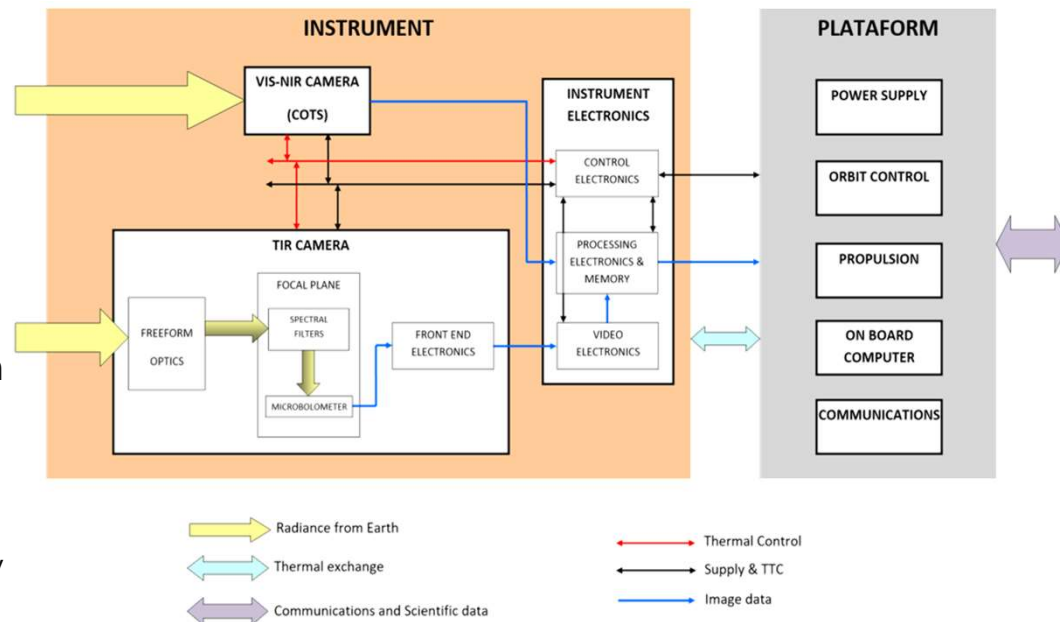 INSTRUMENT
PLATAFORM
VIS-NIR CAMERA
(COTS)
INSTRUMENT
ELECTRONICS
CONTROL
ELECTRONICS
PROCESSING
ELECTRONICS &
MEMORY
VIDEO
ELECTRONICS
TIR CAMERA
FREEFORM
OPTICS
FOCAL PLANE
SPECTRAL
FILTERS
MICROBOLOMETER
FRONT END
ELECTRONICS
POWER SUPPLY
ORBIT CONTROL
PROPULSION
ON BOARD
COMPUTER
COMMUNICATIONS
Radiance from Earth
Thermal exchange
Communications and Scientific data
Thermal Control
Supply & TTC
Image data